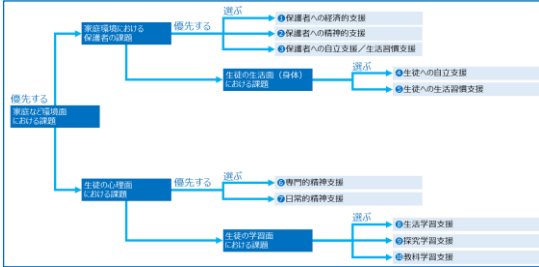 家庭環境における
保護者の課題
優先する
選ぶ
❶保護者への経済的支援
❷保護者への精神的支援
❸保護者への自立支援／生活習慣支援
生徒の生活面（身体）
における課題
選ぶ
❹生徒への自立支援
❺生徒への生活習慣支援
優先する
家庭など環境面
における課題
生徒の心理面
における課題
優先する
選ぶ
❻専門的精神支援
❼日常的精神支援
生徒の学習面
における課題
選ぶ
❽生活学習支援
❾探究学習支援
❿教科学習支援